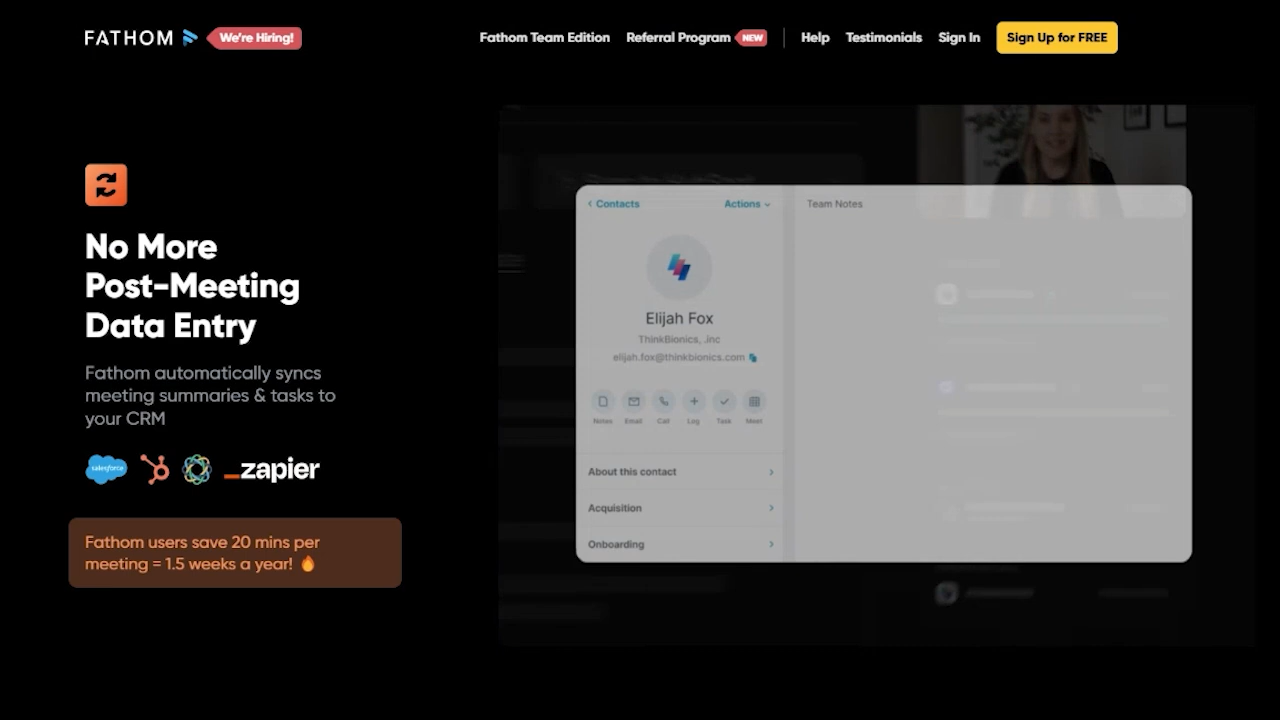 FATHOM
We're Hiring!
Fathom Team Edition
Referral Program
NEW
Help
Testimonials
Sign In
Sign Up for FREE
No More
Post-Meeting
Data Entry
Fathom automatically syncs
meeting summaries & tasks to
your CRM
salesforce
_zapier
Fathom users save 20 mins per
meeting = 1.5 weeks a year! 🔥
Contacts
Actions
Elijah Fox
ThinkBionics, .inc
elijah.fox@thinkbionics.com
Notes Email Call Log Task Meet
About this contact
Acquisition
Onboarding
Team Notes